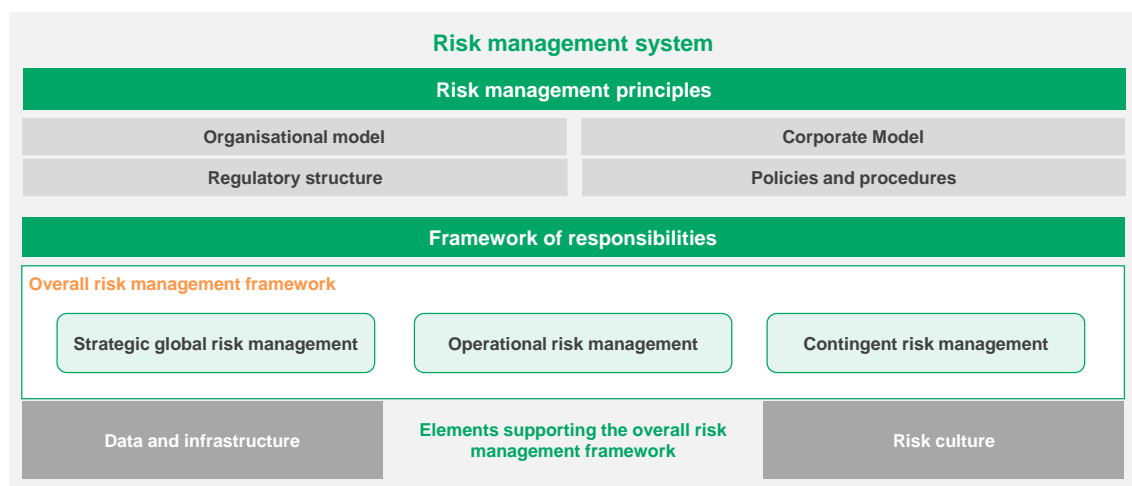 Risk management system
Risk management principles
Organisational model
Corporate Model
Regulatory structure
Policies and procedures
Framework of responsibilities
Overall risk management framework
Strategic global risk management
Operational risk management
Contingent risk management
Data and infrastructure
Elements supporting the overall risk
management framework
Risk culture